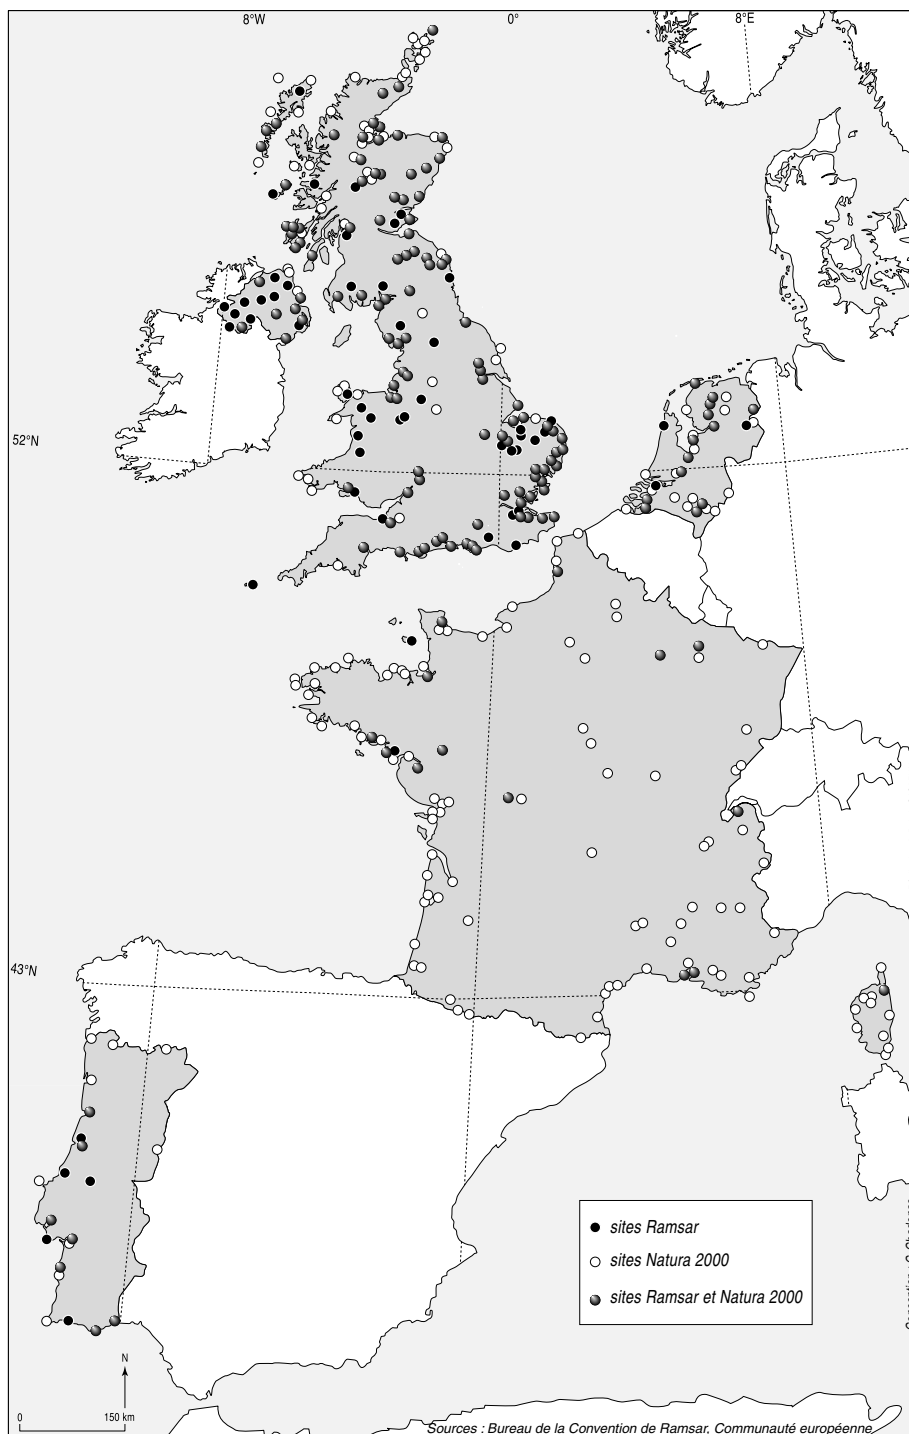 8°W 0° 8°E
52°N
43°N
sites Ramsar
sites Natura 2000
sites Ramsar et Natura 2000
N
0 150 km
Sources : Bureau de la Convention de Ramsar, Communauté européenne